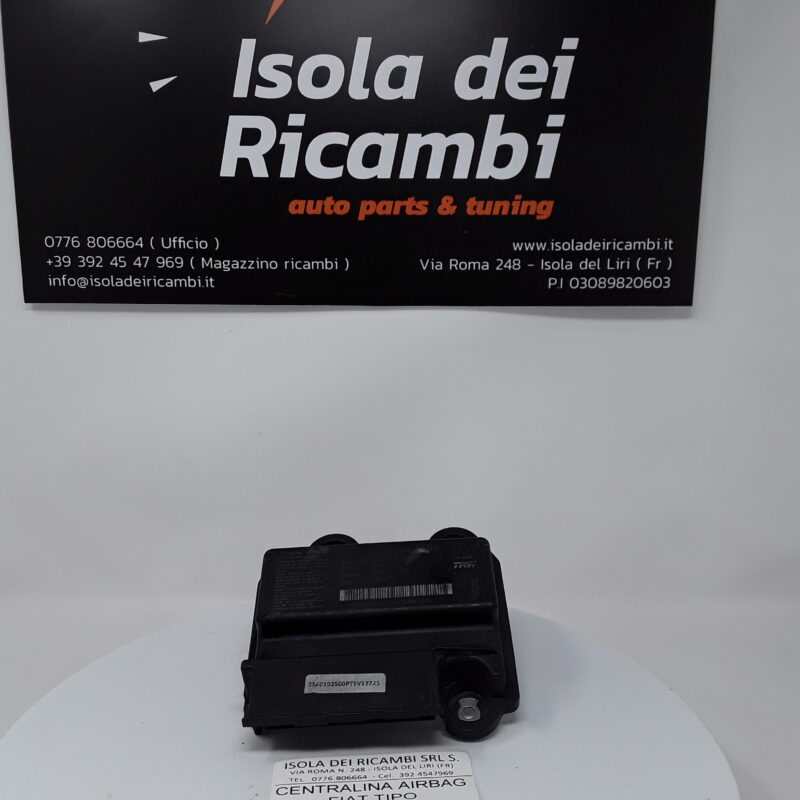 Isola dei
Ricambi
auto parts & tuning
0776 806664 ( Ufficio )
+39 392 45 47 969 ( Magazzino ricambi )
info@isoladeiricambi.it
www.isoladeiricambi.it
Via Roma 248 - Isola del Liri ( Fr )
P.I 03089820603
TRW
ISOLA DEI RICAMBI SRL S.
VIA ROMA N. 248 - ISOLA DEL LIRI (FR)
TEL. 0776.806664 - Cel. 392.4547969
CENTRALINA AIRBAG
FIAT TIPO